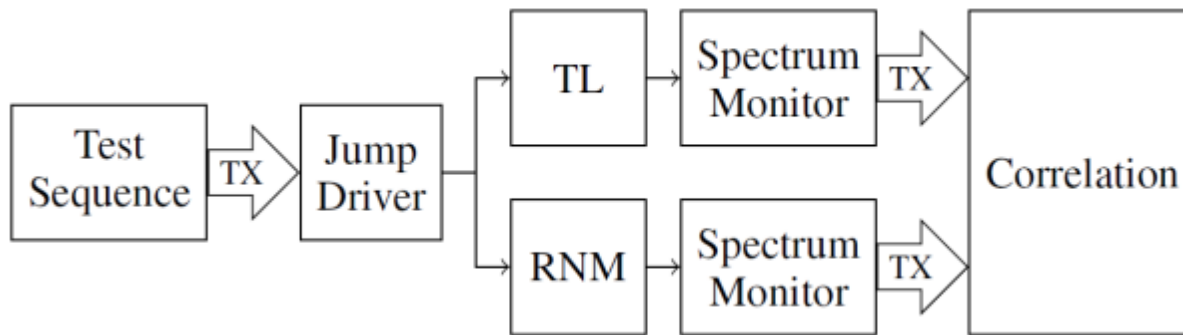 Test
Sequence
TX
Jump
Driver
TL
Spectrum
Monitor
TX
RNM
Spectrum
Monitor
TX
Correlation